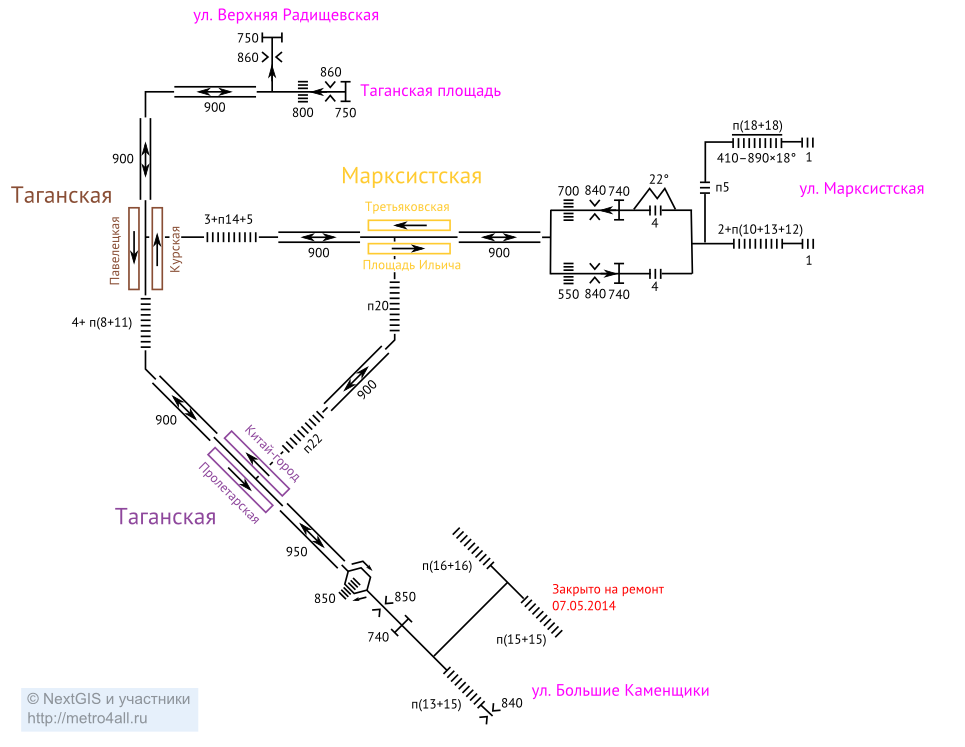 ул. Верхняя Радищевская
750
860
860
Таганская площадь
900
800
750
п(18+18)
900
410–890×18°
1
Марксистская
22°
700
840
740
п5
ул. Марксистская
Таганская
Третьяковская
4
3+п14+5
2+п(10+13+12)
Павелецкая
Курская
900
900
1
Площадь Ильича
550
840
740
4
п20
4+ п(8+11)
900
900
Китай-город
п22
Пролетарская
Таганская
950
п(16+16)
Закрыто на ремонт
07.05.2014
850
850
740
п(15+15)
ул. Большие Каменщики
п(13+15)
840
© NextGIS и участники
http://metro4all.ru